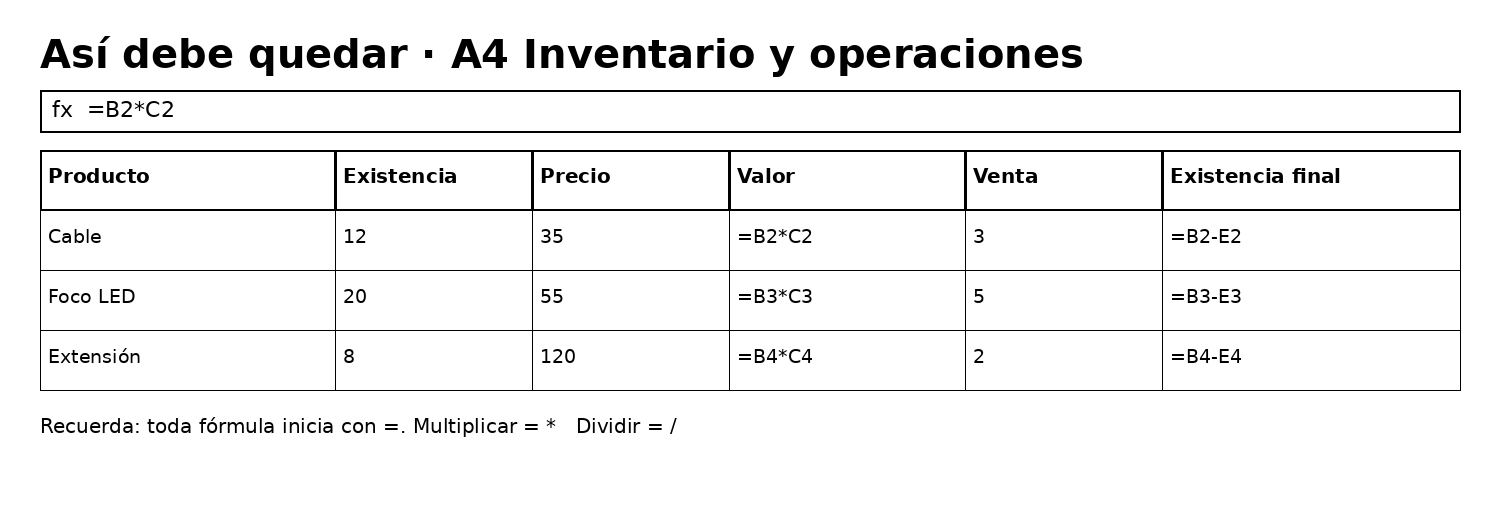 Así debe quedar · A4 Inventario y operaciones
fx =B2*C2
Producto Existencia Precio Valor Venta Existencia final
Cable 12 35 =B2*C2 3 =B2-E2
Foco LED 20 55 =B3*C3 5 =B3-E3
Extensión 8 120 =B4*C4 2 =B4-E4
Recuerda: toda fórmula inicia con =. Multiplicar = * Dividir = /